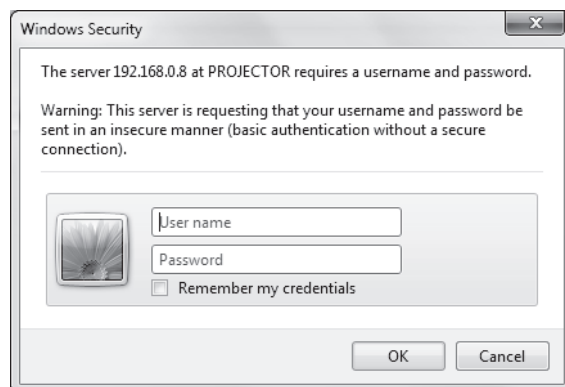 Windows Security
x
The server 192.168.0.8 at PROJECTOR requires a username and password.
Warning: This server is requesting that your username and password be
sent in an insecure manner (basic authentication without a secure
connection).
User name
Password
Remember my credentials
OK
Cancel